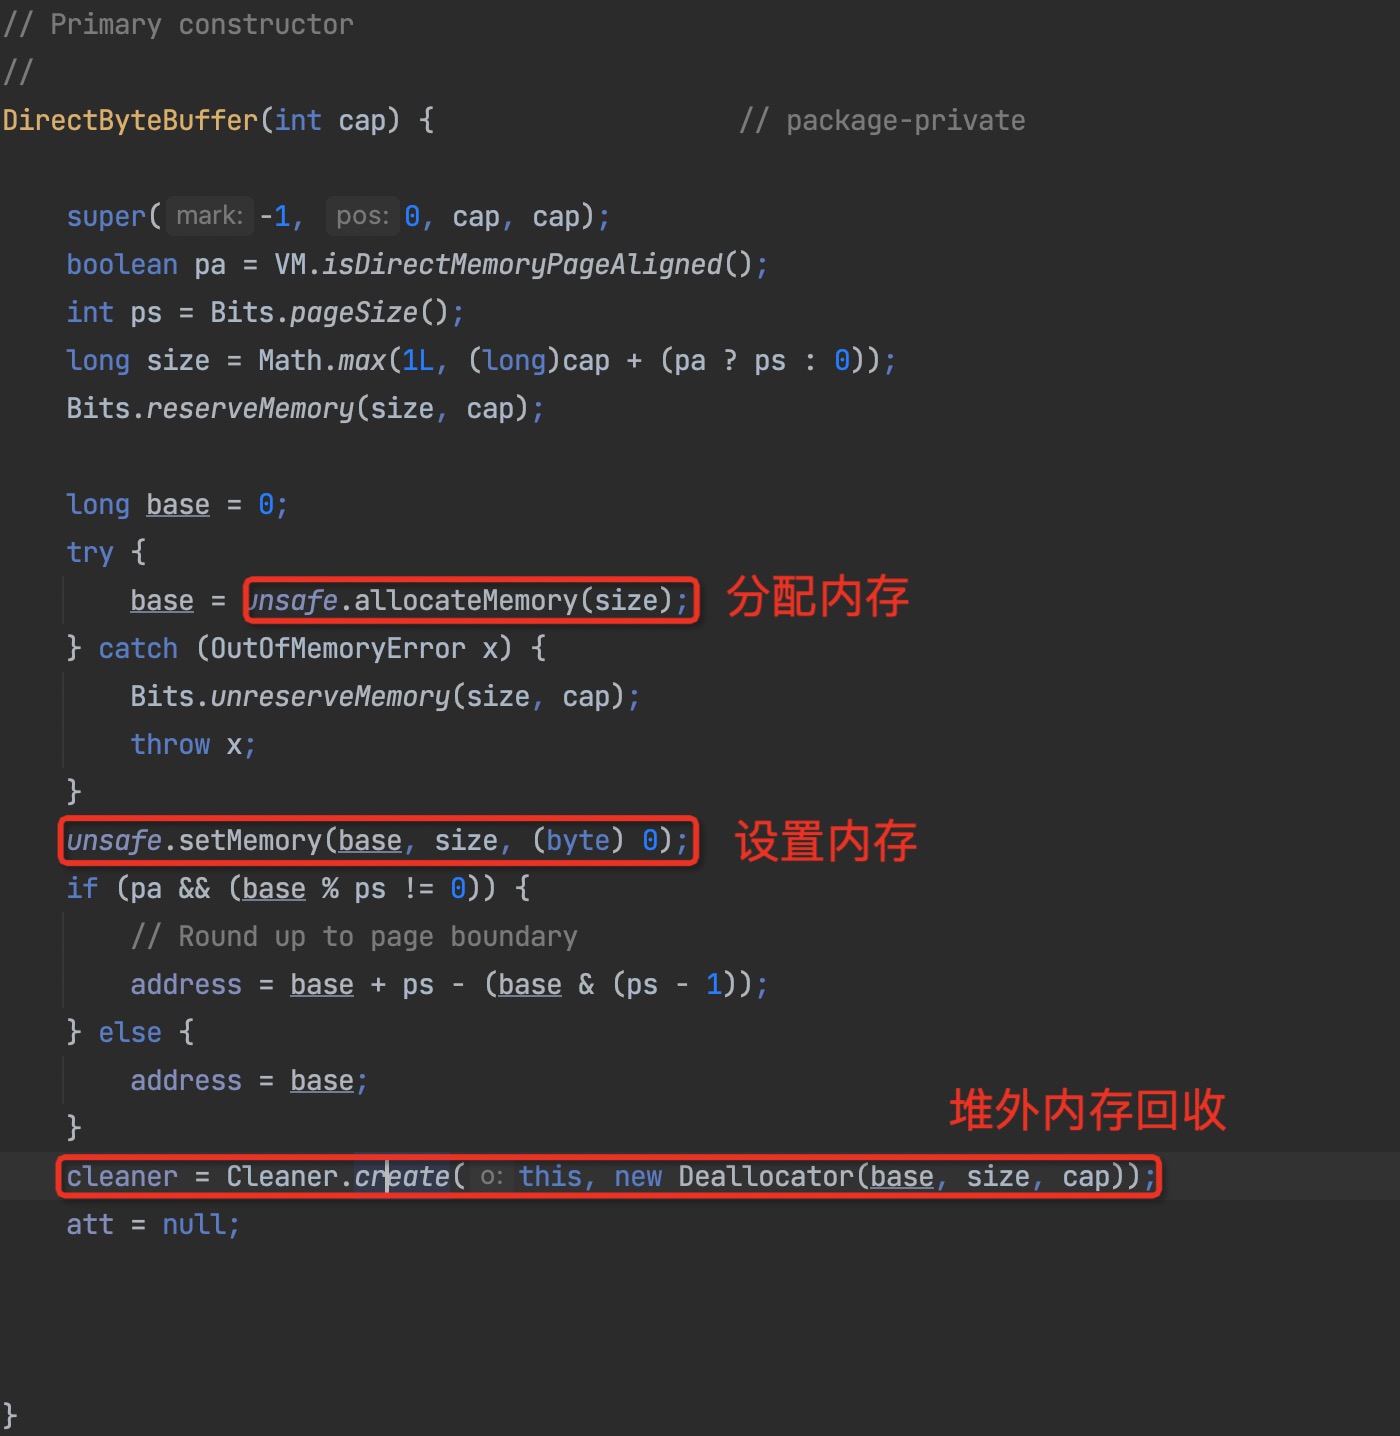 // Primary constructor
//
DirectByteBuffer(int cap) {                   // package-private
    super( mark: -1,  pos: 0, cap, cap);
    boolean pa = VM.isDirectMemoryPageAligned();
    int ps = Bits.pageSize();
    long size = Math.max(1L, (long)cap + (pa ? ps : 0));
    Bits.reserveMemory(size, cap);
    long base = 0;
    try {
        base = unsafe.allocateMemory(size); 分配内存
    } catch (OutOfMemoryError x) {
        Bits.unreserveMemory(size, cap);
        throw x;
    }
    unsafe.setMemory(base, size, (byte) 0); 设置内存
    if (pa && (base % ps != 0)) {
        // Round up to page boundary
        address = base + ps - (base & (ps - 1));
    } else {
        address = base;
    }
堆外内存回收
    cleaner = Cleaner.create( o: this, new Deallocator(base, size, cap));
    att = null;
}